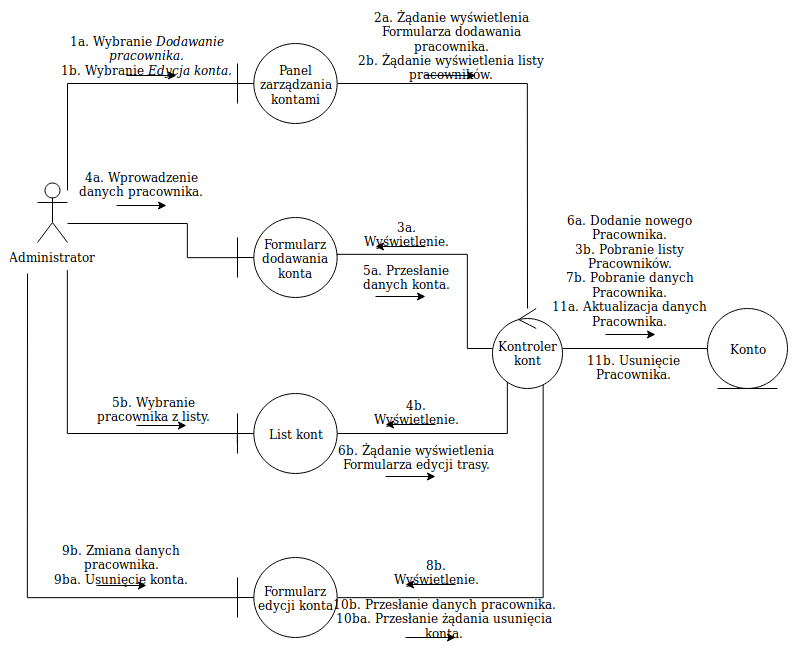 1a. Wybranie Dodawanie
pracownika.
1b. Wybranie Edycja konta.
Panel
zarządzania
kontami
2a. Żądanie wyświetlenia
Formularza dodawania
pracownika.
2b. Żądanie wyświetlenia listy
pracowników.
4a. Wprowadzenie
danych pracownika.
Administrator
Formularz
dodawania
konta
3a.
Wyświetlenie.
5a. Przesłanie
danych konta.
6a. Dodanie nowego
Pracownika.
3b. Pobranie listy
Pracowników.
7b. Pobranie danych
Pracownika.
11a. Aktualizacja danych
Pracownika.
Kontroler
kont
Konto
11b. Usunięcie
Pracownika.
5b. Wybranie
pracownika z listy.
List kont
4b.
Wyświetlenie.
6b. Żądanie wyświetlenia
Formularza edycji trasy.
9b. Zmiana danych
pracownika.
9ba. Usunięcie konta.
Formularz
edycji konta
8b.
Wyświetlenie.
10b. Przesłanie danych pracownika.
10ba. Przesłanie żądania usunięcia
konta.